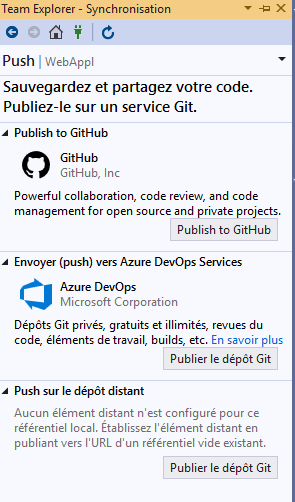 Team Explorer - Synchronisation
Push | WebAppl
Sauvegardez et partagez votre code.
Publiez-le sur un service Git.
Publish to GitHub
GitHub
GitHub, Inc
Powerful collaboration, code review, and code
management for open source and private projects.
Publish to GitHub
Envoyer (push) vers Azure DevOps Services
Azure DevOps
Microsoft Corporation
Dépôts Git privés, gratuits et illimités, revues du
code, éléments de travail, builds, etc. En savoir plus
Publier le dépôt Git
Push sur le dépôt distant
Aucun élément distant n'est configuré pour ce
référentiel local. Établissez l'élément distant en
publiant vers l'URL d'un référentiel vide existant.
Publier le dépôt Git